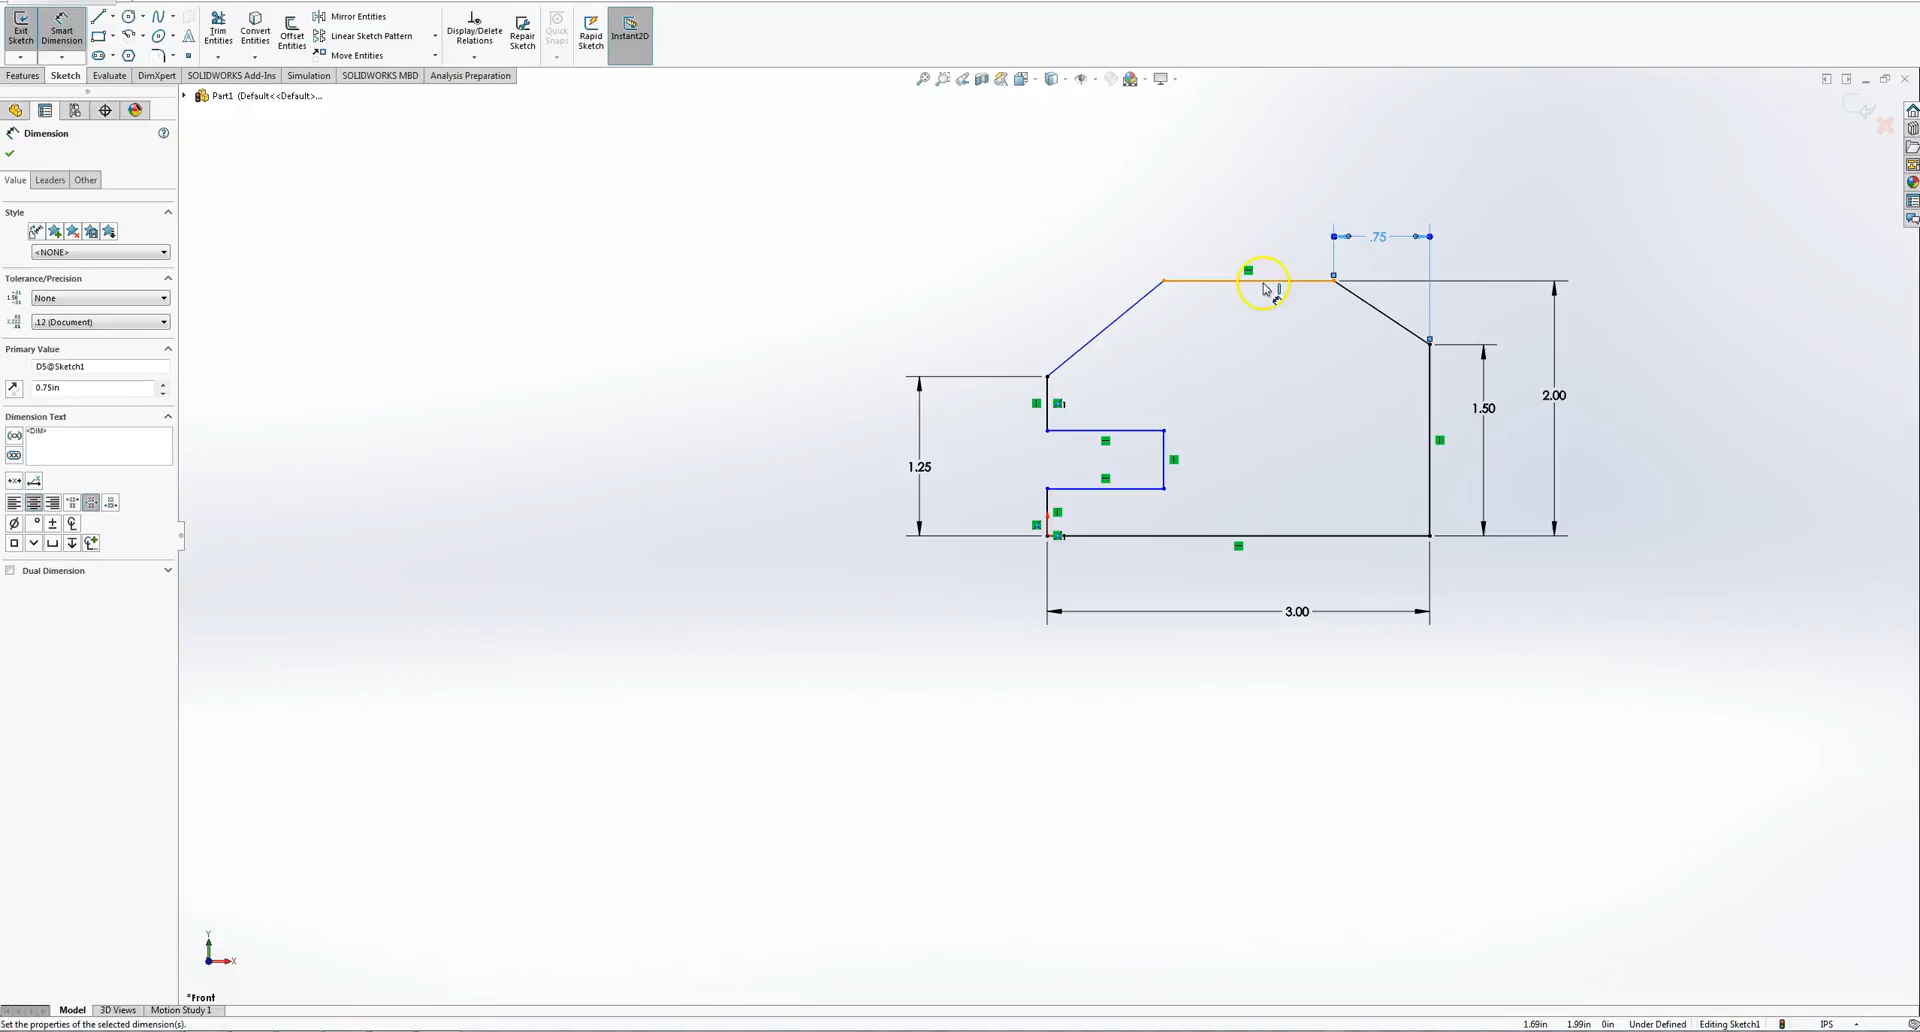 Exit Sketch
Smart Dimension
Trim Entities
Convert Entities
Offset Entities
Mirror Entities
Linear Sketch Pattern
Move Entities
Display/Delete Relations
Repair Sketch
Quick Snaps
Rapid Sketch
Instant2D
Features Sketch Evaluate DimXpert SOLIDWORKS Add-Ins Simulation SOLIDWORKS MBD Analysis Preparation
Part1 (Default<<Default>...
Dimension
Value Leaders Other
Style
<NONE>
Tolerance/Precision
None
.12 (Document)
Primary Value
D5@Sketch1
0.75in
Dimension Text
<DIM>
Dual Dimension
.75
2.00
1.50
1.25
3.00
Y
X
*Front
Model 3D Views Motion Study 1
Set the properties of the selected dimension(s).
1.69in 1.99in 0in Under Defined Editing Sketch1 IPS